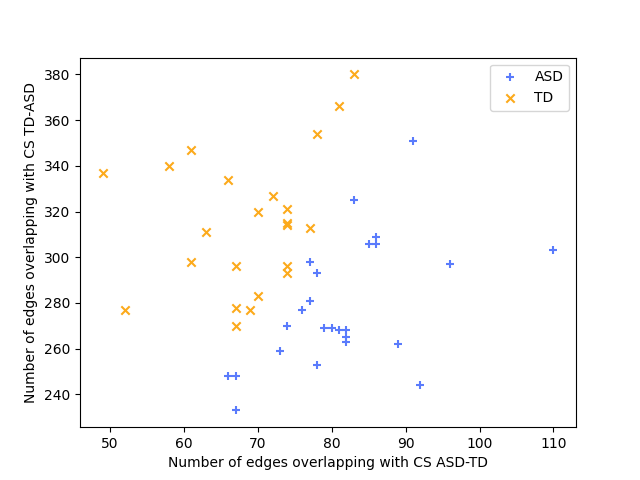 380
360
340
320
300
280
260
240
Number of edges overlapping with CS TD-ASD
ASD
TD
50 60 70 80 90 100 110
Number of edges overlapping with CS ASD-TD